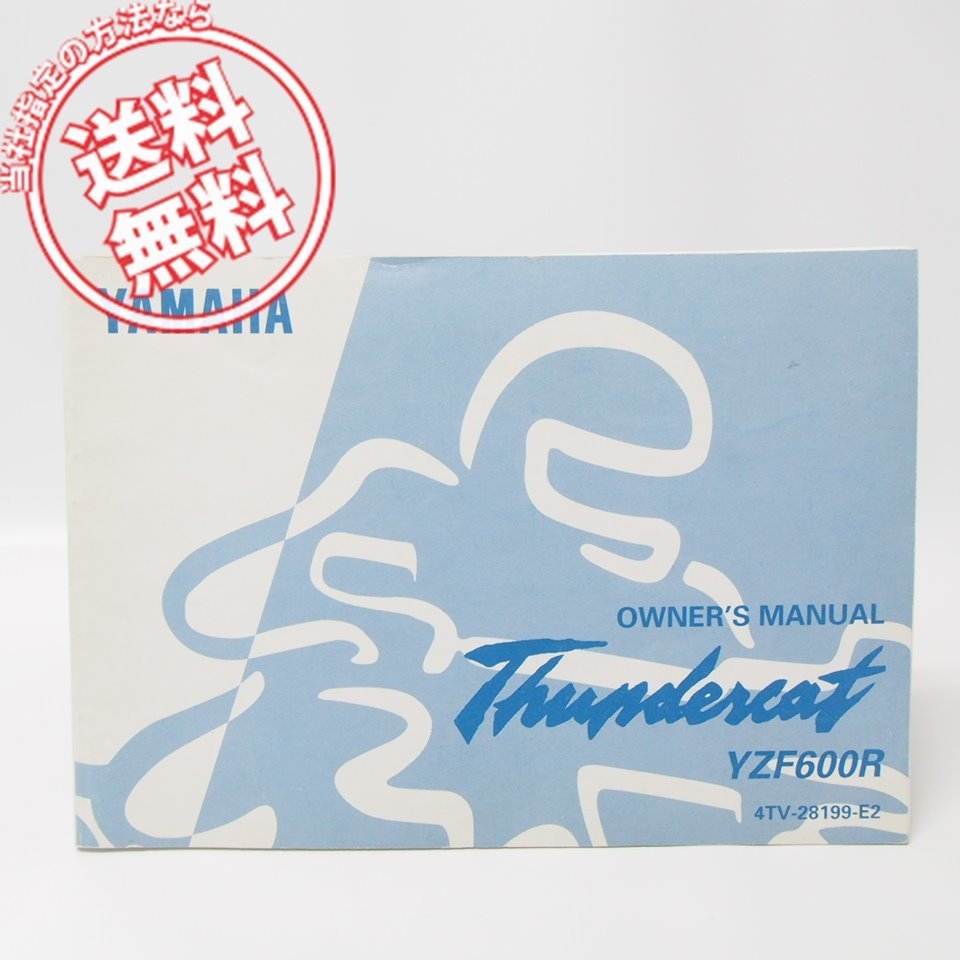 当社指定の方法なら
送料
無料
YAMAHA
OWNER'S MANUAL
Thundercat
YZF600R
4TV-28199-E2